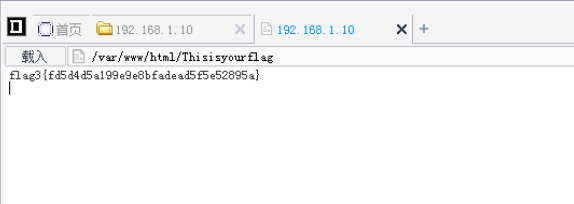 首页 192.168.1.10 192.168.1.10
载入 /var/www/html/Thisisyourflag
flag3{fd5d4d5a199e9e8bfadead5f5e52895a}